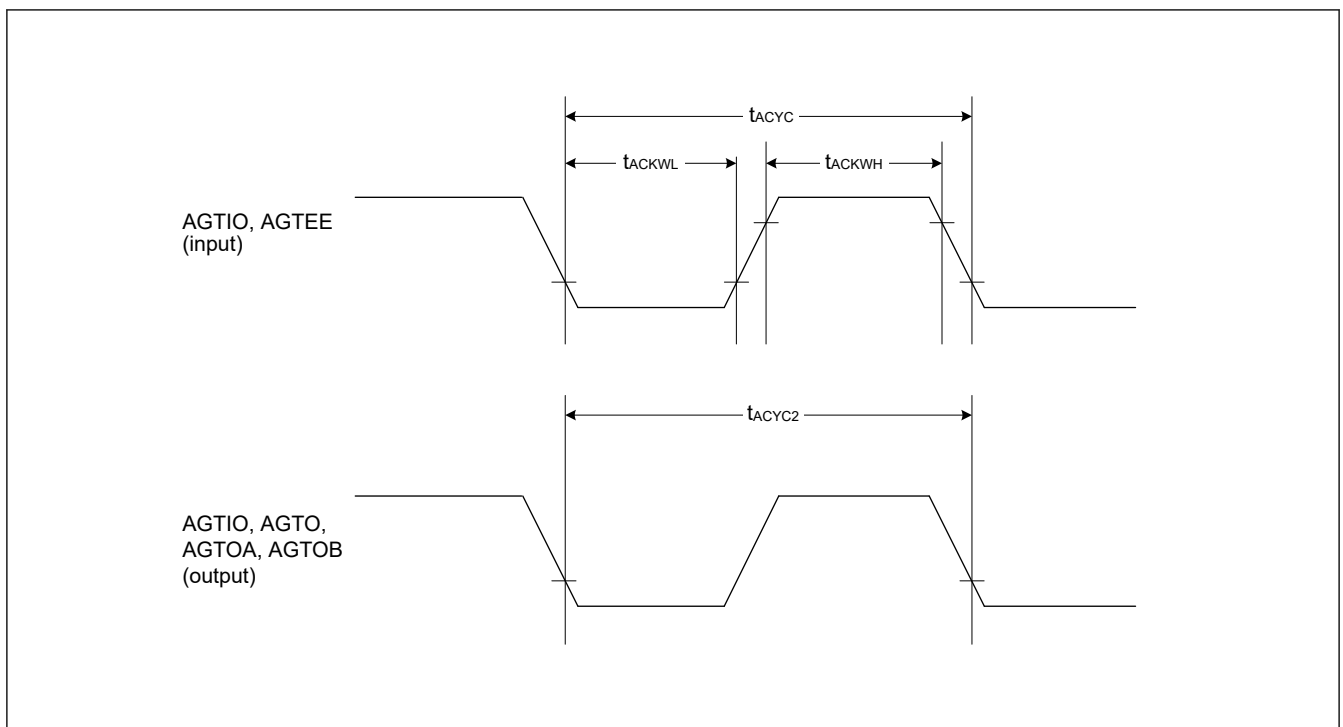 tACYC
tACKWL
tACKWH
AGTIO, AGTEE
(input)
tACYC2
AGTIO, AGTO,
AGTOA, AGTOB
(output)